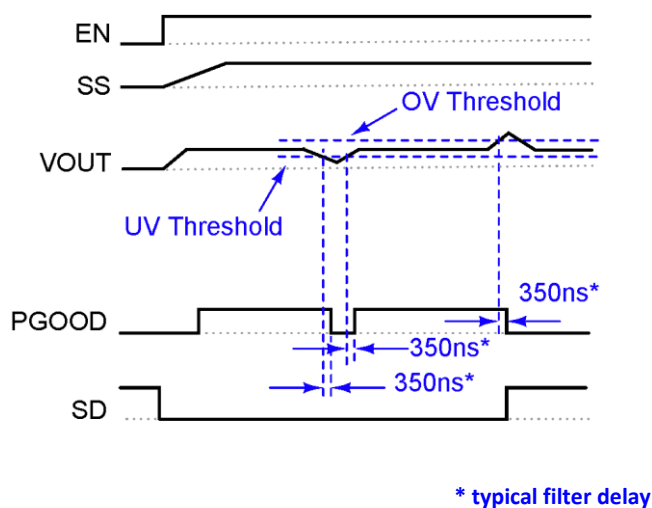 EN
SS
OV Threshold
VOUT
UV Threshold
350ns*
PGOOD
350ns*
350ns*
SD
* typical filter delay